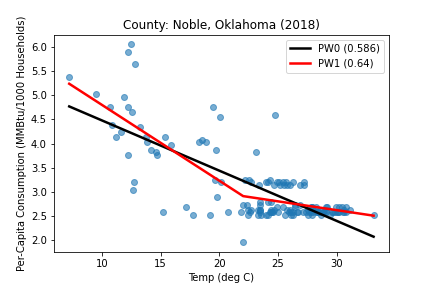 County: Noble, Oklahoma (2018)
PW0 (0.586)
PW1 (0.64)
Per-Capita Consumption (MMBtu/1000 Households)
6.0
5.5
5.0
4.5
4.0
3.5
3.0
2.5
2.0
10 15 20 25 30
Temp (deg C)